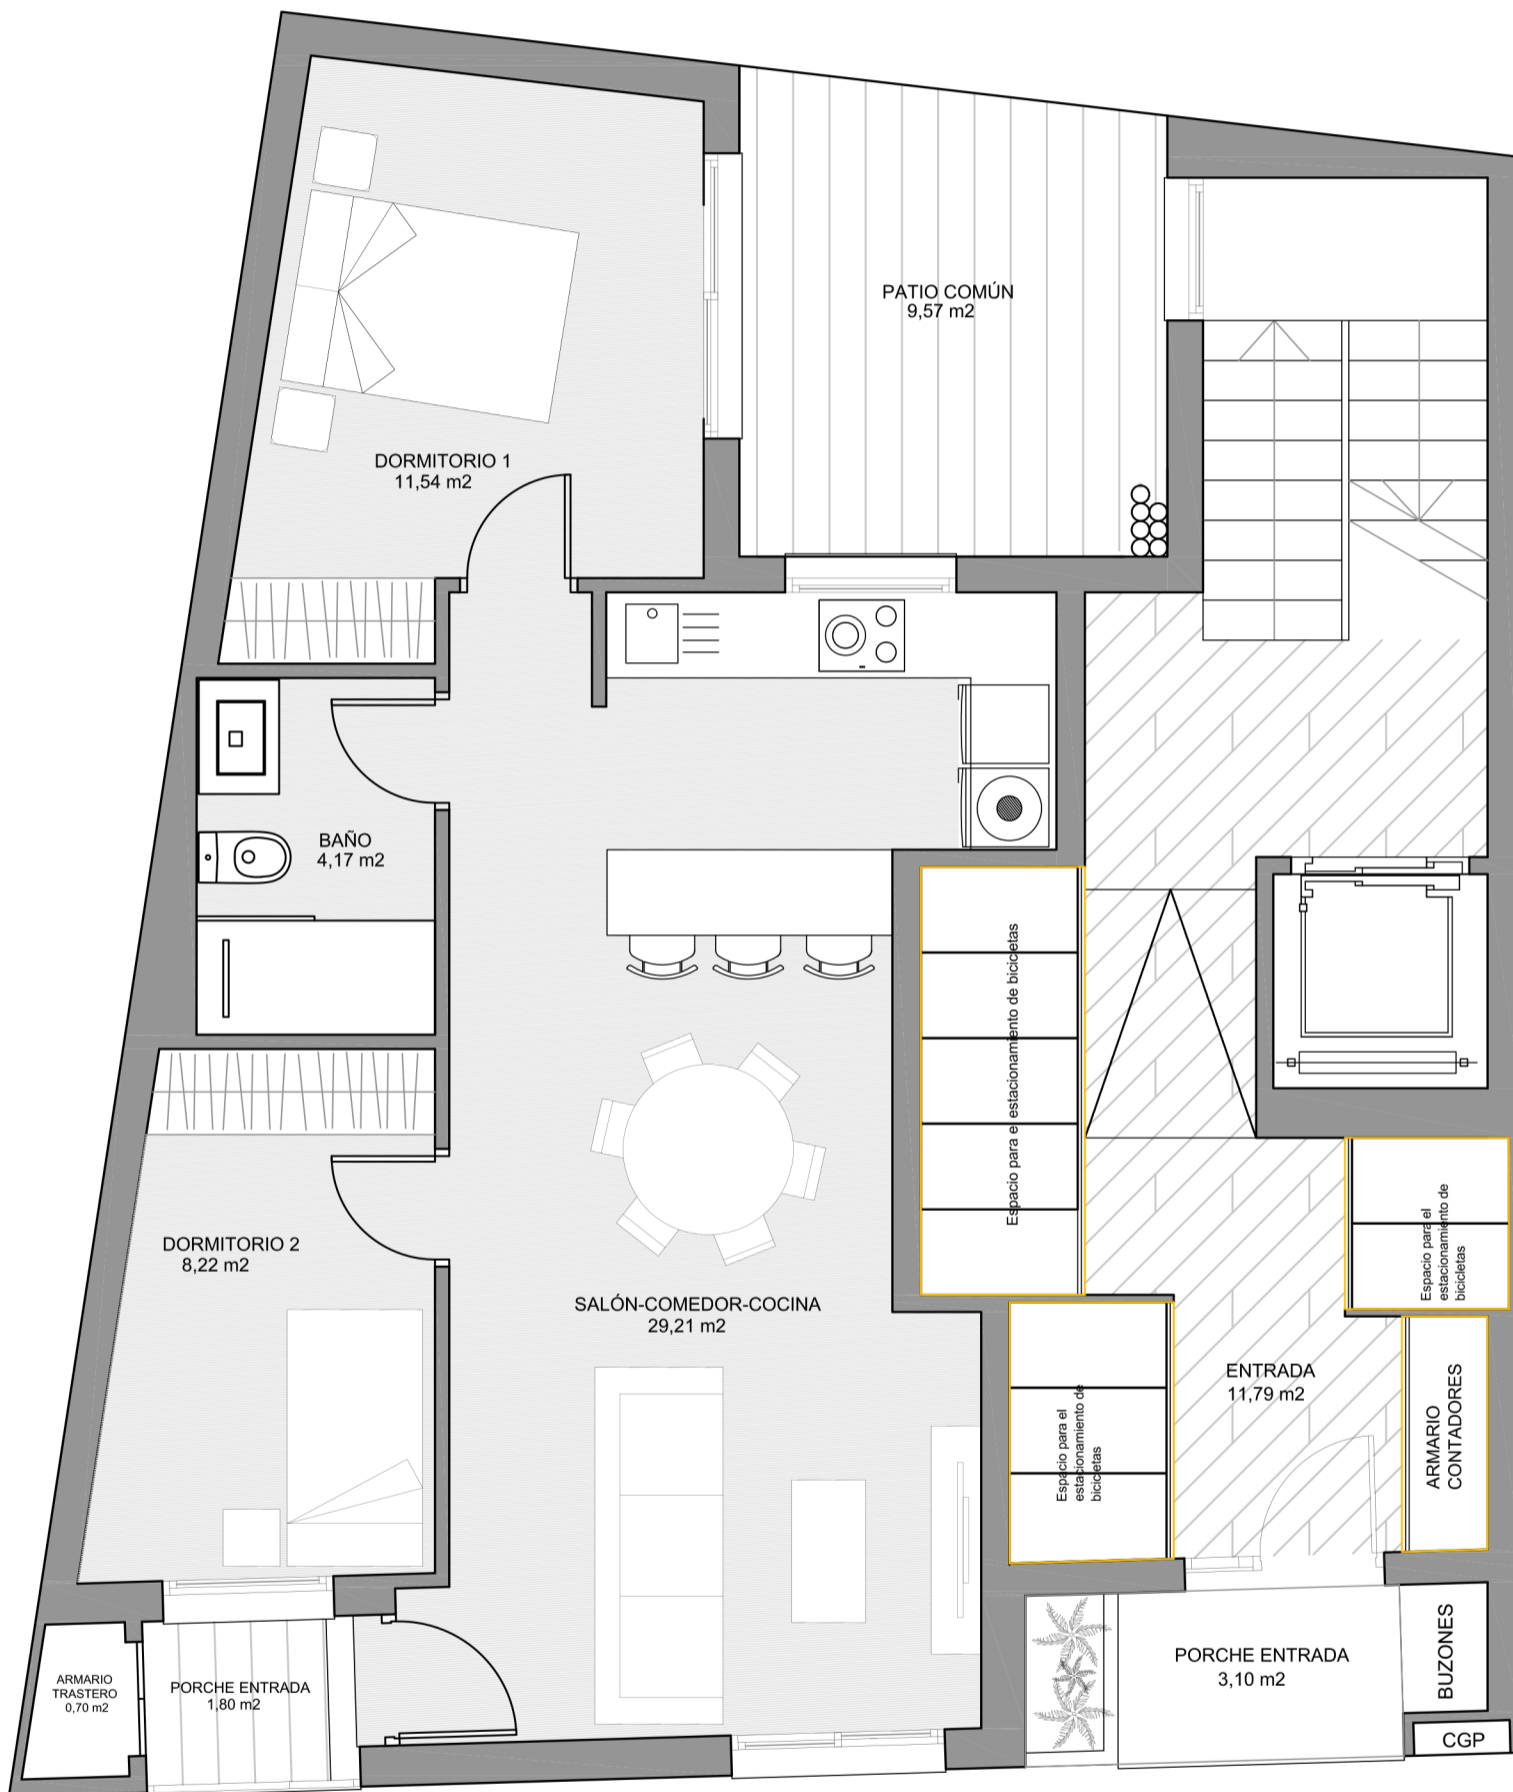 PATIO COMÚN
9,57 m2
DORMITORIO 1
11,54 m2
BAÑO
4,17 m2
Espacio para el estacionamiento de bicicletas
DORMITORIO 2
8,22 m2
SALÓN-COMEDOR-COCINA
29,21 m2
Espacio para el
estacionamiento de
bicicletas
ENTRADA
11,79 m2
Espacio para el
estacionamiento de
bicicletas
ARMARIO
CONTADORES
ARMARIO
TRASTERO
0,70 m2
PORCHE ENTRADA
1,80 m2
PORCHE ENTRADA
3,10 m2
BUZONES
CGP